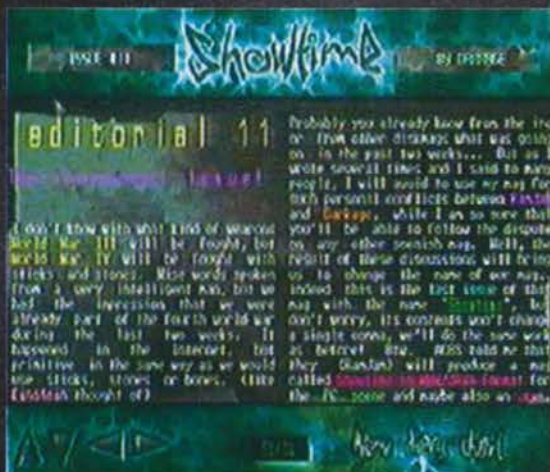 ISSUE #11
Showtime
BY DARKAGE
editorial 11
issue!
I don't know with what kind of weapons
World War III will be fought, but
World War IV will be fought with
sticks and stones. Wise words spoken
from a very intelligent man, but we
had the impression that we were
already part of the fourth world war
during the last two weeks. It
happened in the internet, but
primitive in the same way as we would
use sticks, stones or bones. (like
thought of)
Probably you already know from the irc
or from other diskmags what was going
on in the past two weeks... But as I
wrote several times and I said to many
people, I will avoid to use my mag for
such personal conflicts between
and Darkage, while I am so sure that
you'll be able to follow the dispute
on any other scenish mag. Well, the
result of these discussions will bring
us to change the name of our mag.
Indeed this is the last issue of that
mag with the name "Showtime", but
don't worry, its contents won't change
a single comma, we'll do the same work
as before! Btw, told me that
they will produce a mag
called for
the PC scene and maybe also an